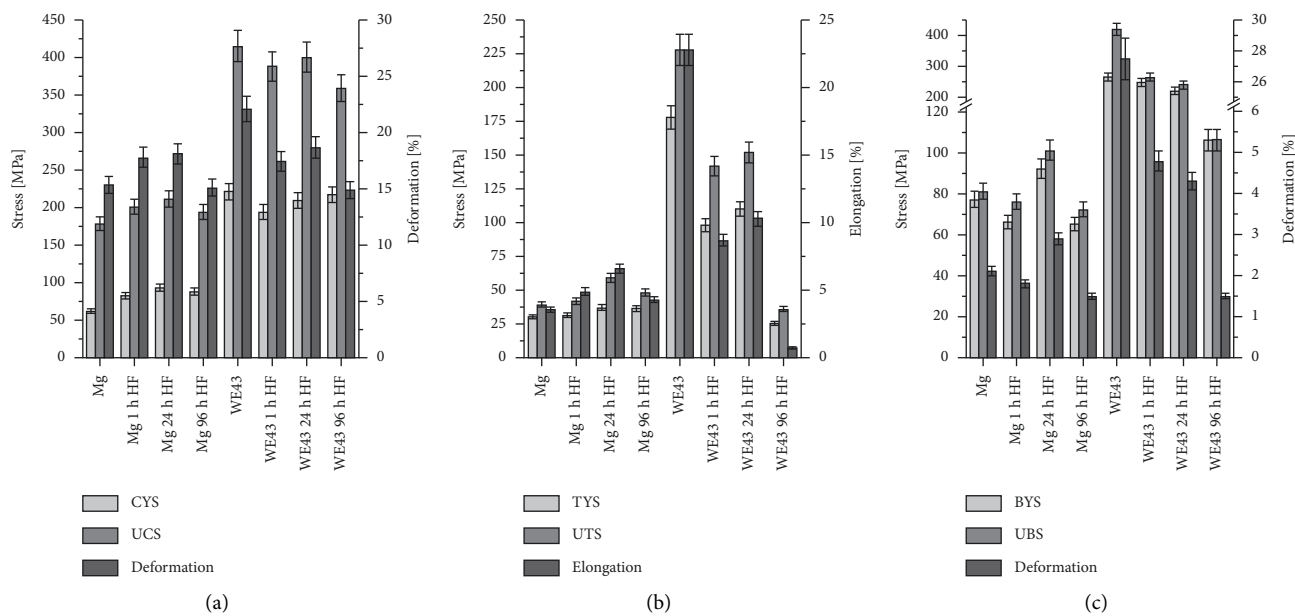 450
400
350
300
250
200
150
100
50
0
Stress [MPa]
30
25
20
15
10
5
0
Deformation [%]
Mg
Mg 1 h HF
Mg 24 h HF
Mg 96 h HF
WE43
WE43 1 h HF
WE43 24 h HF
WE43 96 h HF
CYS
UCS
Deformation
(a)
250
225
200
175
150
125
100
75
50
25
0
Stress [MPa]
25
20
15
10
5
0
Elongation [%]
Mg
Mg 1 h HF
Mg 24 h HF
Mg 96 h HF
WE43
WE43 1 h HF
WE43 24 h HF
WE43 96 h HF
TYS
UTS
Elongation
(b)
400
300
200
100
80
60
40
20
0
Stress [MPa]
30
28
26
6
5
4
3
2
1
0
Deformation [%]
Mg
Mg 1 h HF
Mg 24 h HF
Mg 96 h HF
WE43
WE43 1 h HF
WE43 24 h HF
WE43 96 h HF
BYS
UBS
Deformation
(c)